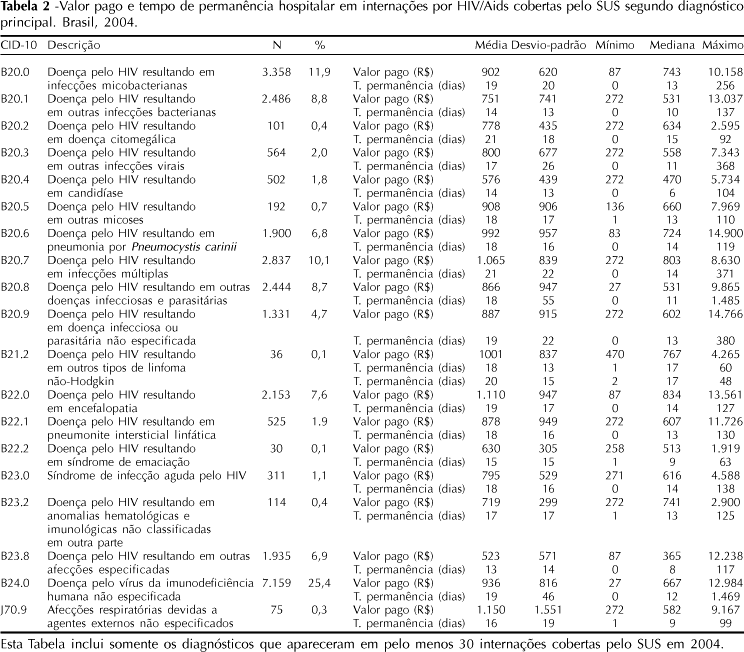 Tabela 2 -Valor pago e tempo de permanência hospitalar em internações por HIV/Aids cobertas pelo SUS segundo diagnóstico
principal. Brasil, 2004.
CID-10 Descrição N % Média Desvio-padrão Mínimo Mediana Máximo
B20.0 Doença pelo HIV resultando em 3.358 11,9 Valor pago (R$) 902 620 87 743 10.158
infecções micobacterianas T. permanência (dias) 19 20 0 13 256
B20.1 Doença pelo HIV resultando 2.486 8,8 Valor pago (R$) 751 741 272 531 13.037
em outras infecções bacterianas T. permanência (dias) 14 13 0 10 137
B20.2 Doença pelo HIV resultando 101 0,4 Valor pago (R$) 778 435 272 634 2.595
em doença citomegálica T. permanência (dias) 21 18 0 15 92
B20.3 Doença pelo HIV resultando 564 2,0 Valor pago (R$) 800 677 272 558 7.343
em outras infecções virais T. permanência (dias) 17 26 0 11 368
B20.4 Doença pelo HIV resultando 502 1,8 Valor pago (R$) 576 439 272 470 5.734
em candidíase T. permanência (dias) 14 13 0 6 104
B20.5 Doença pelo HIV resultando 192 0,7 Valor pago (R$) 908 906 136 660 7.969
em outras micoses T. permanência (dias) 18 17 1 13 110
B20.6 Doença pelo HIV resultando em 1.900 6,8 Valor pago (R$) 992 957 83 724 14.900
pneumonia por Pneumocystis carinii T. permanência (dias) 18 16 0 14 119
B20.7 Doença pelo HIV resultando 2.837 10,1 Valor pago (R$) 1.065 839 272 803 8.630
em infecções múltiplas T. permanência (dias) 21 22 0 14 371
B20.8 Doença pelo HIV resultando em outras 2.444 8,7 Valor pago (R$) 866 947 27 531 9.865
doenças infecciosas e parasitárias T. permanência (dias) 18 55 0 11 1.485
B20.9 Doença pelo HIV resultando 1.331 4,7 Valor pago (R$) 887 915 272 602 14.766
em doença infecciosa ou
parasitária não especificada T. permanência (dias) 19 22 0 13 380
B21.2 Doença pelo HIV resultando 36 0,1 Valor pago (R$) 1001 837 470 767 4.265
em outros tipos de linfoma T. permanência (dias) 18 13 1 17 60
não-Hodgkin T. permanência (dias) 20 15 2 17 48
B22.0 Doença pelo HIV resultando 2.153 7,6 Valor pago (R$) 1.110 947 87 834 13.561
em encefalopatia T. permanência (dias) 19 17 0 14 127
B22.1 Doença pelo HIV resultando em 525 1.9 Valor pago (R$) 878 949 272 607 11.726
pneumonite intersticial linfática T. permanência (dias) 18 16 0 13 130
B22.2 Doença pelo HIV resultando 30 0,1 Valor pago (R$) 630 305 258 513 1.919
em síndrome de emaciação T. permanência (dias) 15 15 1 9 63
B23.0 Síndrome de infecção aguda pelo HIV 311 1,1 Valor pago (R$) 795 529 271 616 4.588
T. permanência (dias) 18 16 0 14 138
B23.2 Doença pelo HIV resultando em 114 0,4 Valor pago (R$) 719 299 272 741 2.900
anomalias hematológicas e T. permanência (dias) 17 17 1 13 125
imunológicas não classificadas
em outra parte
B23.8 Doença pelo HIV resultando em outras 1.935 6,9 Valor pago (R$) 523 571 87 365 12.238
afecções especificadas T. permanência (dias) 13 14 0 8 117
B24.0 Doença pelo vírus da imunodeficiência 7.159 25,4 Valor pago (R$) 936 816 27 667 12.984
humana não especificada T. permanência (dias) 19 46 0 12 1.469
J70.9 Afecções respiratórias devidas a 75 0,3 Valor pago (R$) 1.150 1.551 272 582 9.167
agentes externos não especificados T. permanência (dias) 16 19 1 9 99
Esta Tabela inclui somente os diagnósticos que apareceram em pelo menos 30 internações cobertas pelo SUS em 2004.